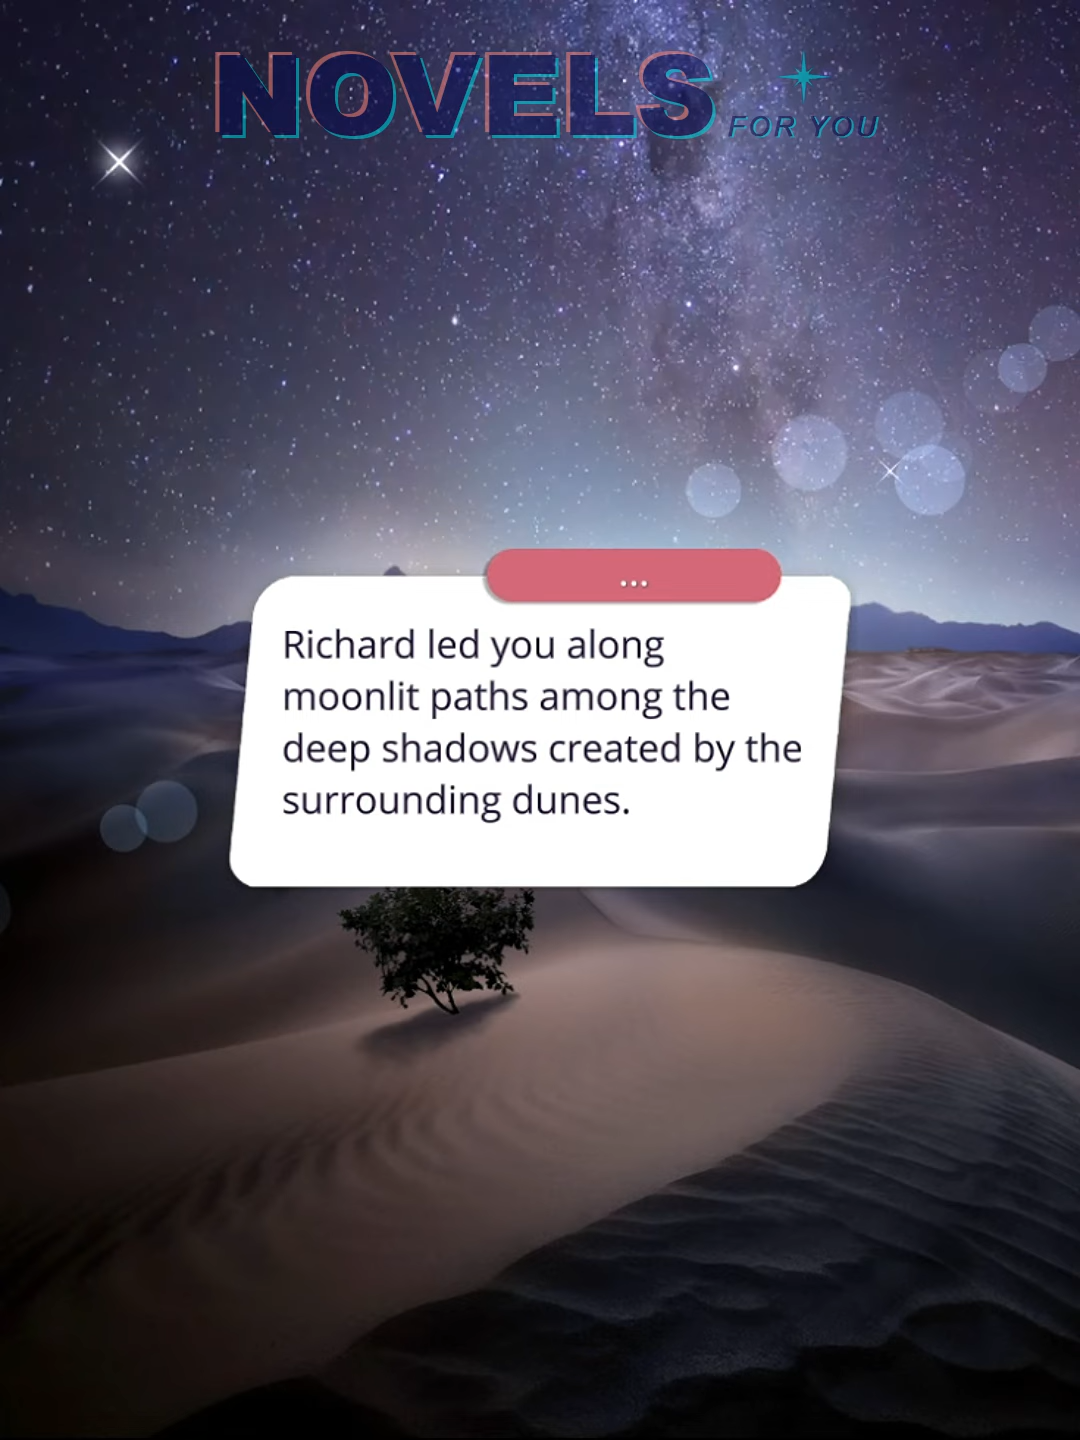 NOVELS
FOR YOU
...
Richard led you along
moonlit paths among the
deep shadows created by the
surrounding dunes.